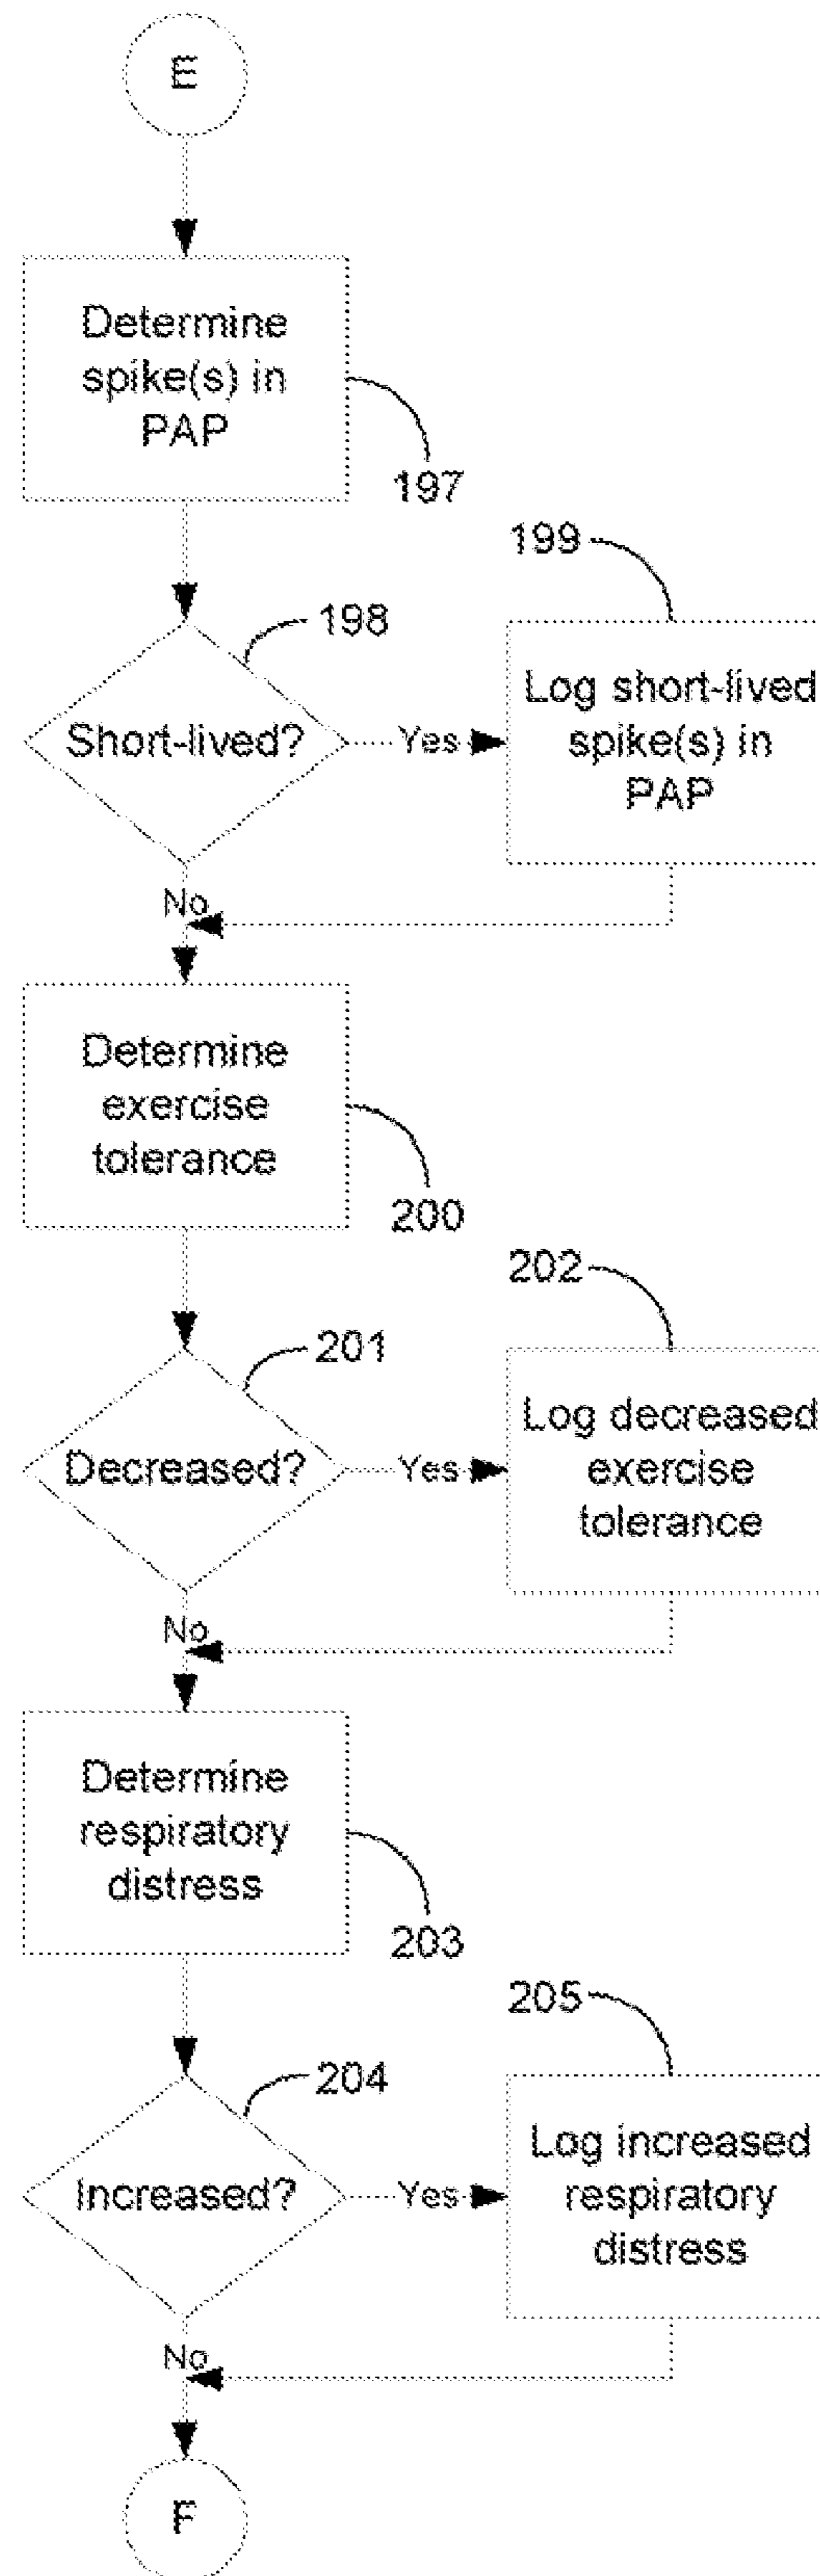 E
Determine
spike(s) in
PAP
197
199
198
Short-lived?
Yes
Log short-lived
spike(s) in
PAP
No
Determine
exercise
tolerance
200
202
201
Decreased?
Yes
Log decreased
exercise
tolerance
No
Determine
respiratory
distress
203
205
204
Increased?
Yes
Log increased
respiratory
distress
No
F